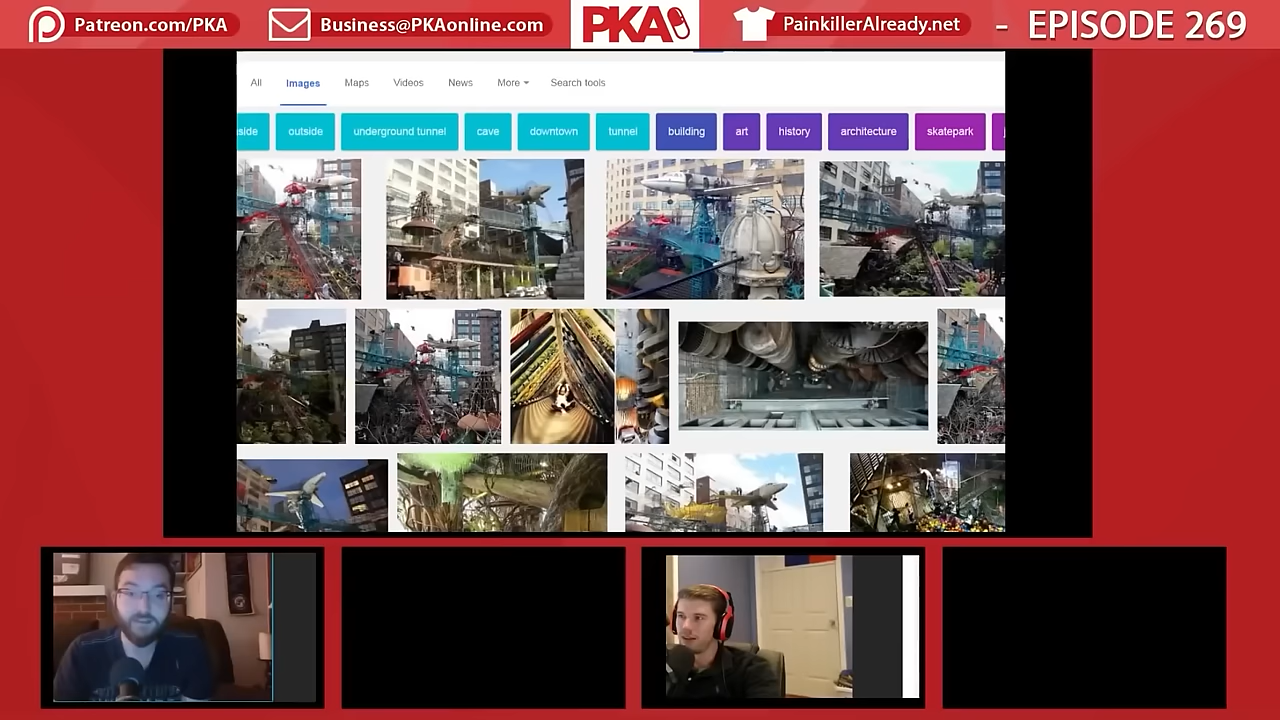 Patreon.com/PKA
Business@PKAonline.com
PKA
PainkillerAlready.net
- EPISODE 269
All Images Maps Videos News More Search tools
side outside underground tunnel cave downtown tunnel building art history architecture skatepark